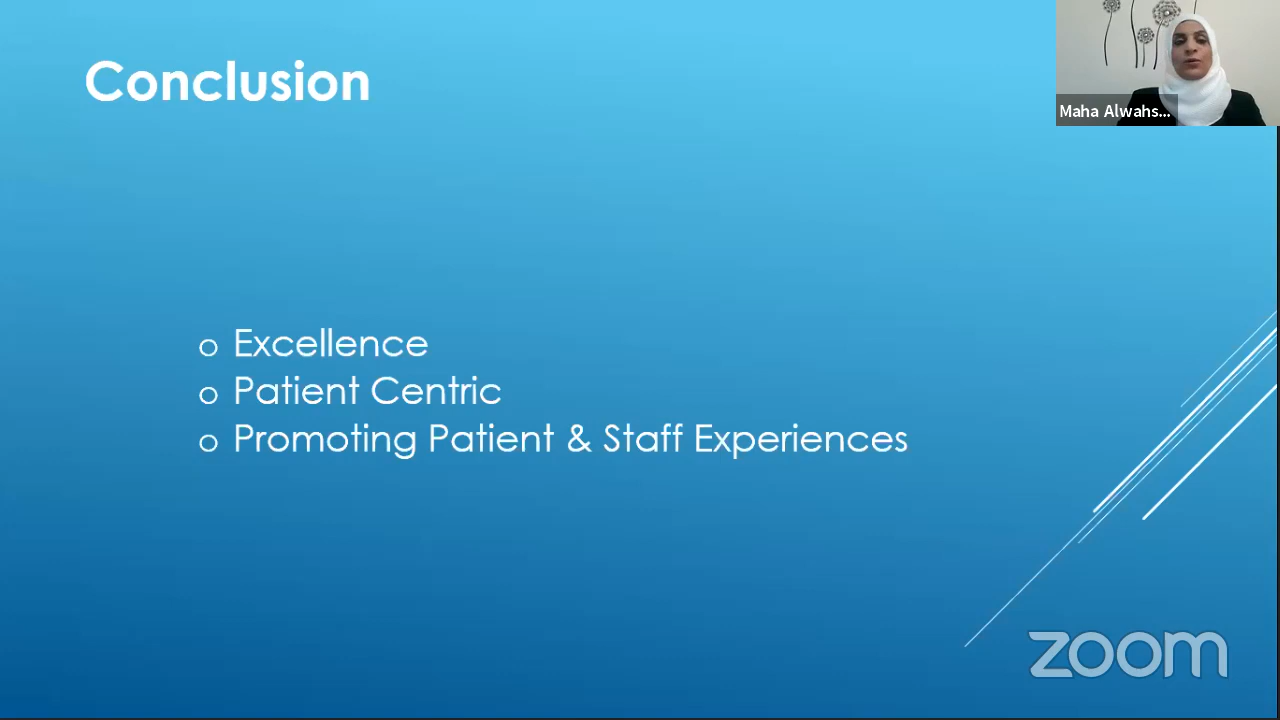 Conclusion
Maha Alwahs...
o Excellence
o Patient Centric
o Promoting Patient & Staff Experiences
zoom